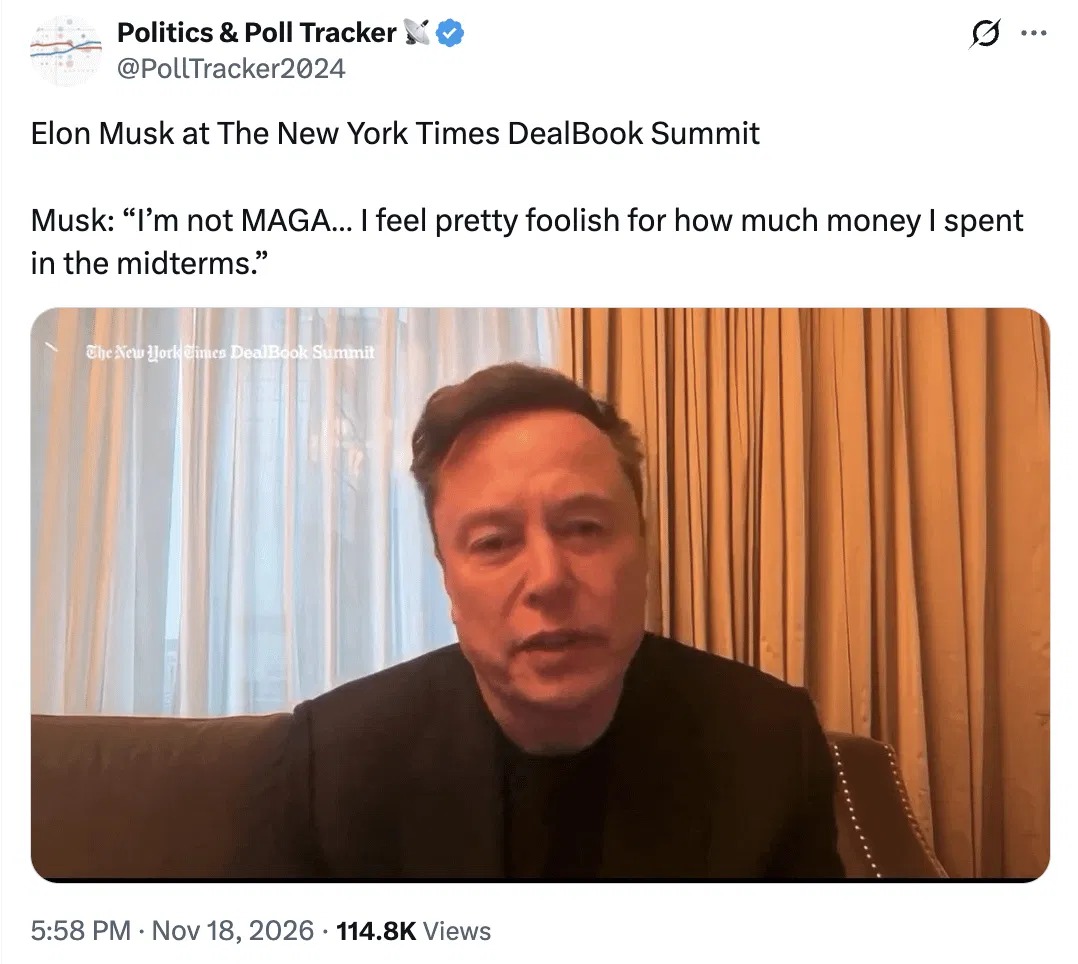 Politics & Poll Tracker
@PollTracker2024
Elon Musk at The New York Times DealBook Summit
Musk: “I’m not MAGA... I feel pretty foolish for how much money I spent
in the midterms.”
The New York Times DealBook Summit
5:58 PM · Nov 18, 2026 · 114.8K Views